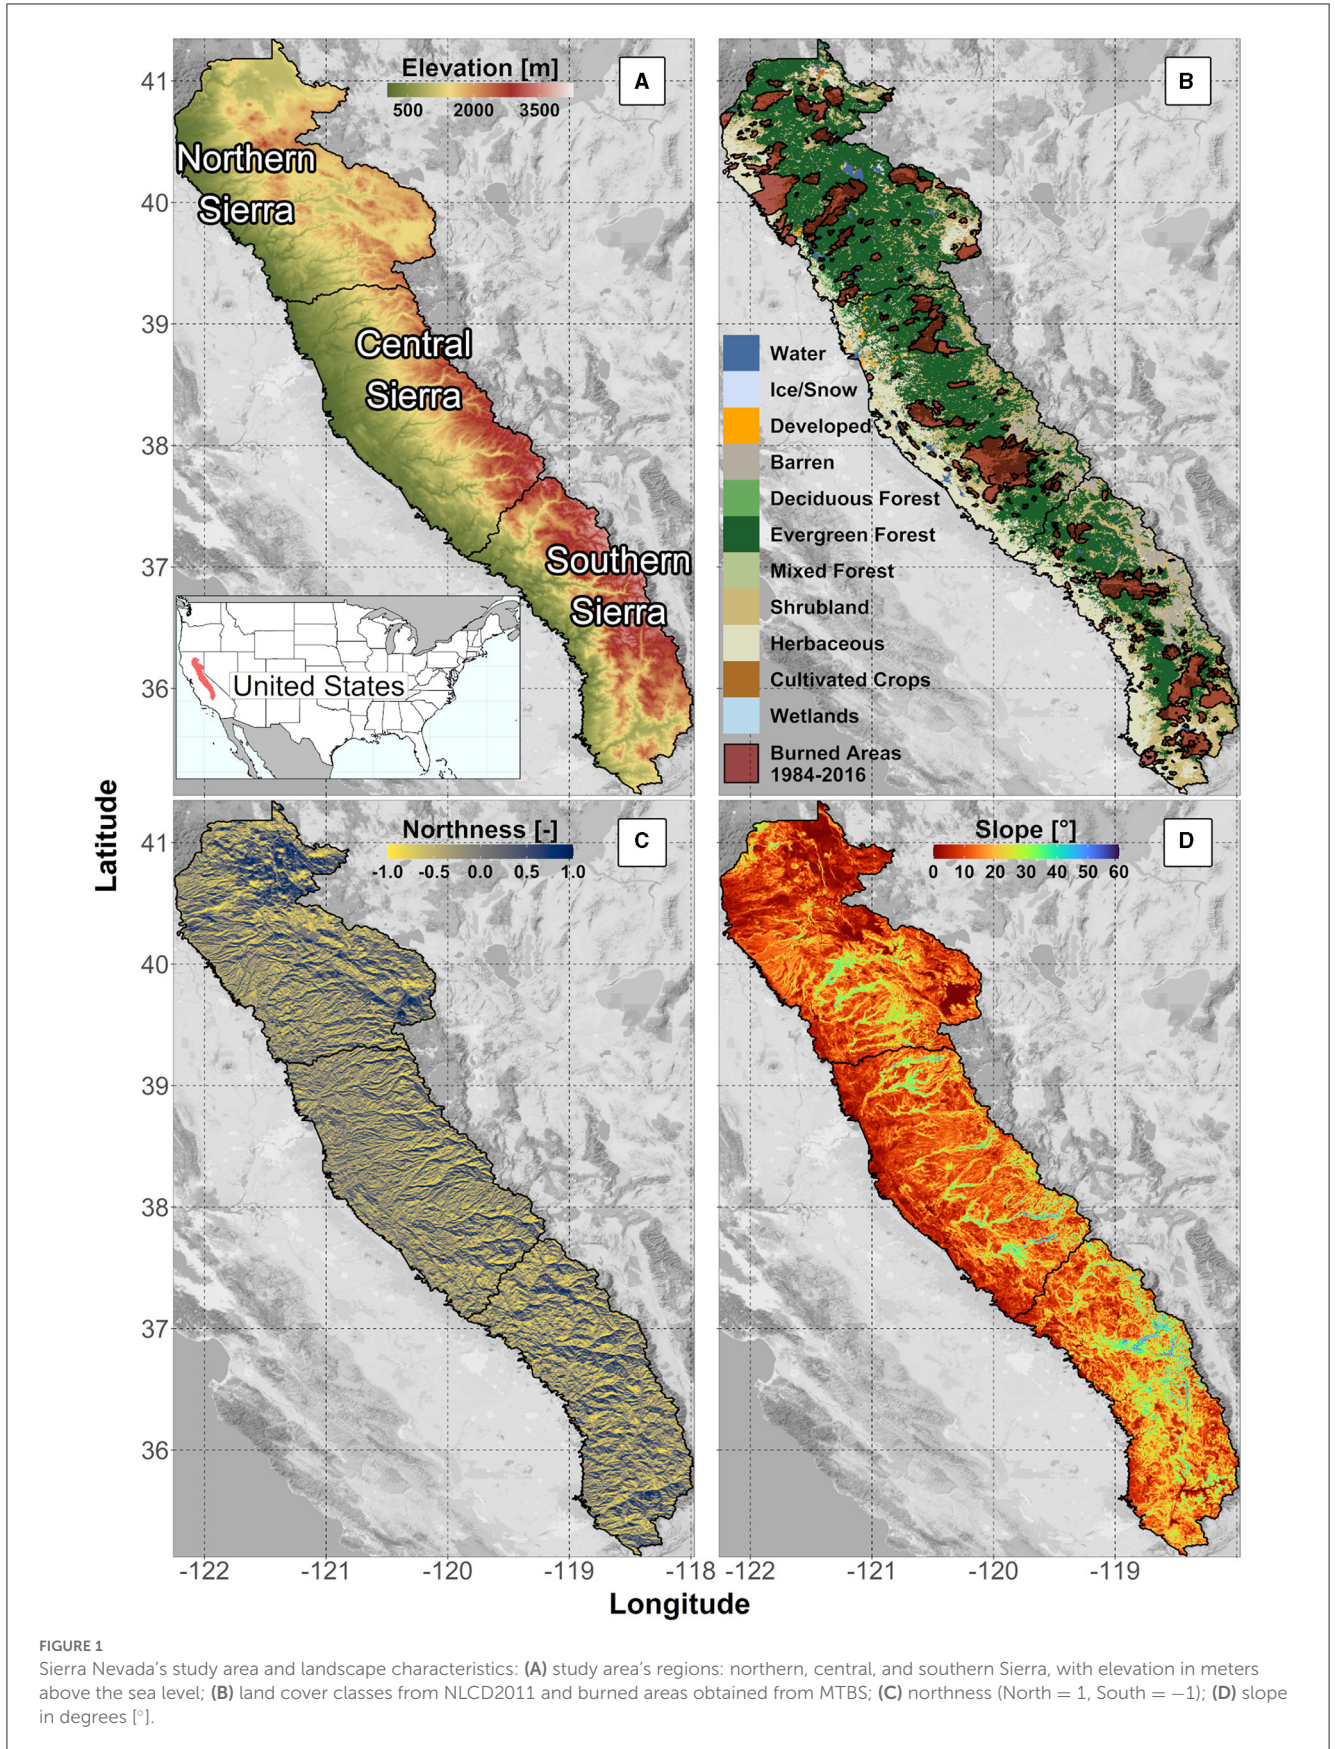 Elevation [m]
500 2000 3500
A
Northern
Sierra
Central
Sierra
Southern
Sierra
United States
B
Water
Ice/Snow
Developed
Barren
Deciduous Forest
Evergreen Forest
Mixed Forest
Shrubland
Herbaceous
Cultivated Crops
Wetlands
Burned Areas
1984-2016
41
40
39
38
37
36
Latitude
Northness [-]
-1.0 -0.5 0.0 0.5 1.0
C
Slope [°]
0 10 20 30 40 50 60
D
41
40
39
38
37
36
-122 -121 -120 -119 -118 -122 -121 -120 -119
Longitude
FIGURE 1
Sierra Nevada's study area and landscape characteristics: (A) study area's regions: northern, central, and southern Sierra, with elevation in meters
above the sea level; (B) land cover classes from NLCD2011 and burned areas obtained from MTBS; (C) northness (North = 1, South = −1); (D) slope
in degrees [°].